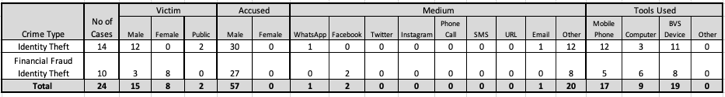 Crime Type No of Cases Victim Accused Medium Tools Used
Male Female Public Male Female WhatsApp Facebook Twitter Instagram Phone Call SMS URL Email Other Mobile Phone Computer BVS Device Other
Identity Theft 14 12 0 2 30 0 1 0 0 0 0 0 0 1 12 12 3 11 0
Financial Fraud
Identity Theft 10 3 8 0 27 0 0 2 0 0 0 0 0 0 8 5 6 8 0
Total 24 15 8 2 57 0 1 2 0 0 0 0 0 1 20 17 9 19 0